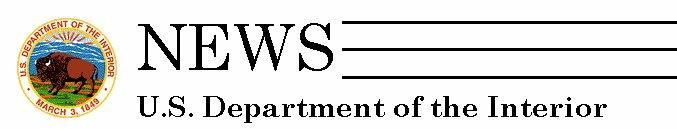 U.S. DEPARTMENT OF THE INTERIOR
MARCH 3, 1849
NEWS
U.S. Department of the Interior